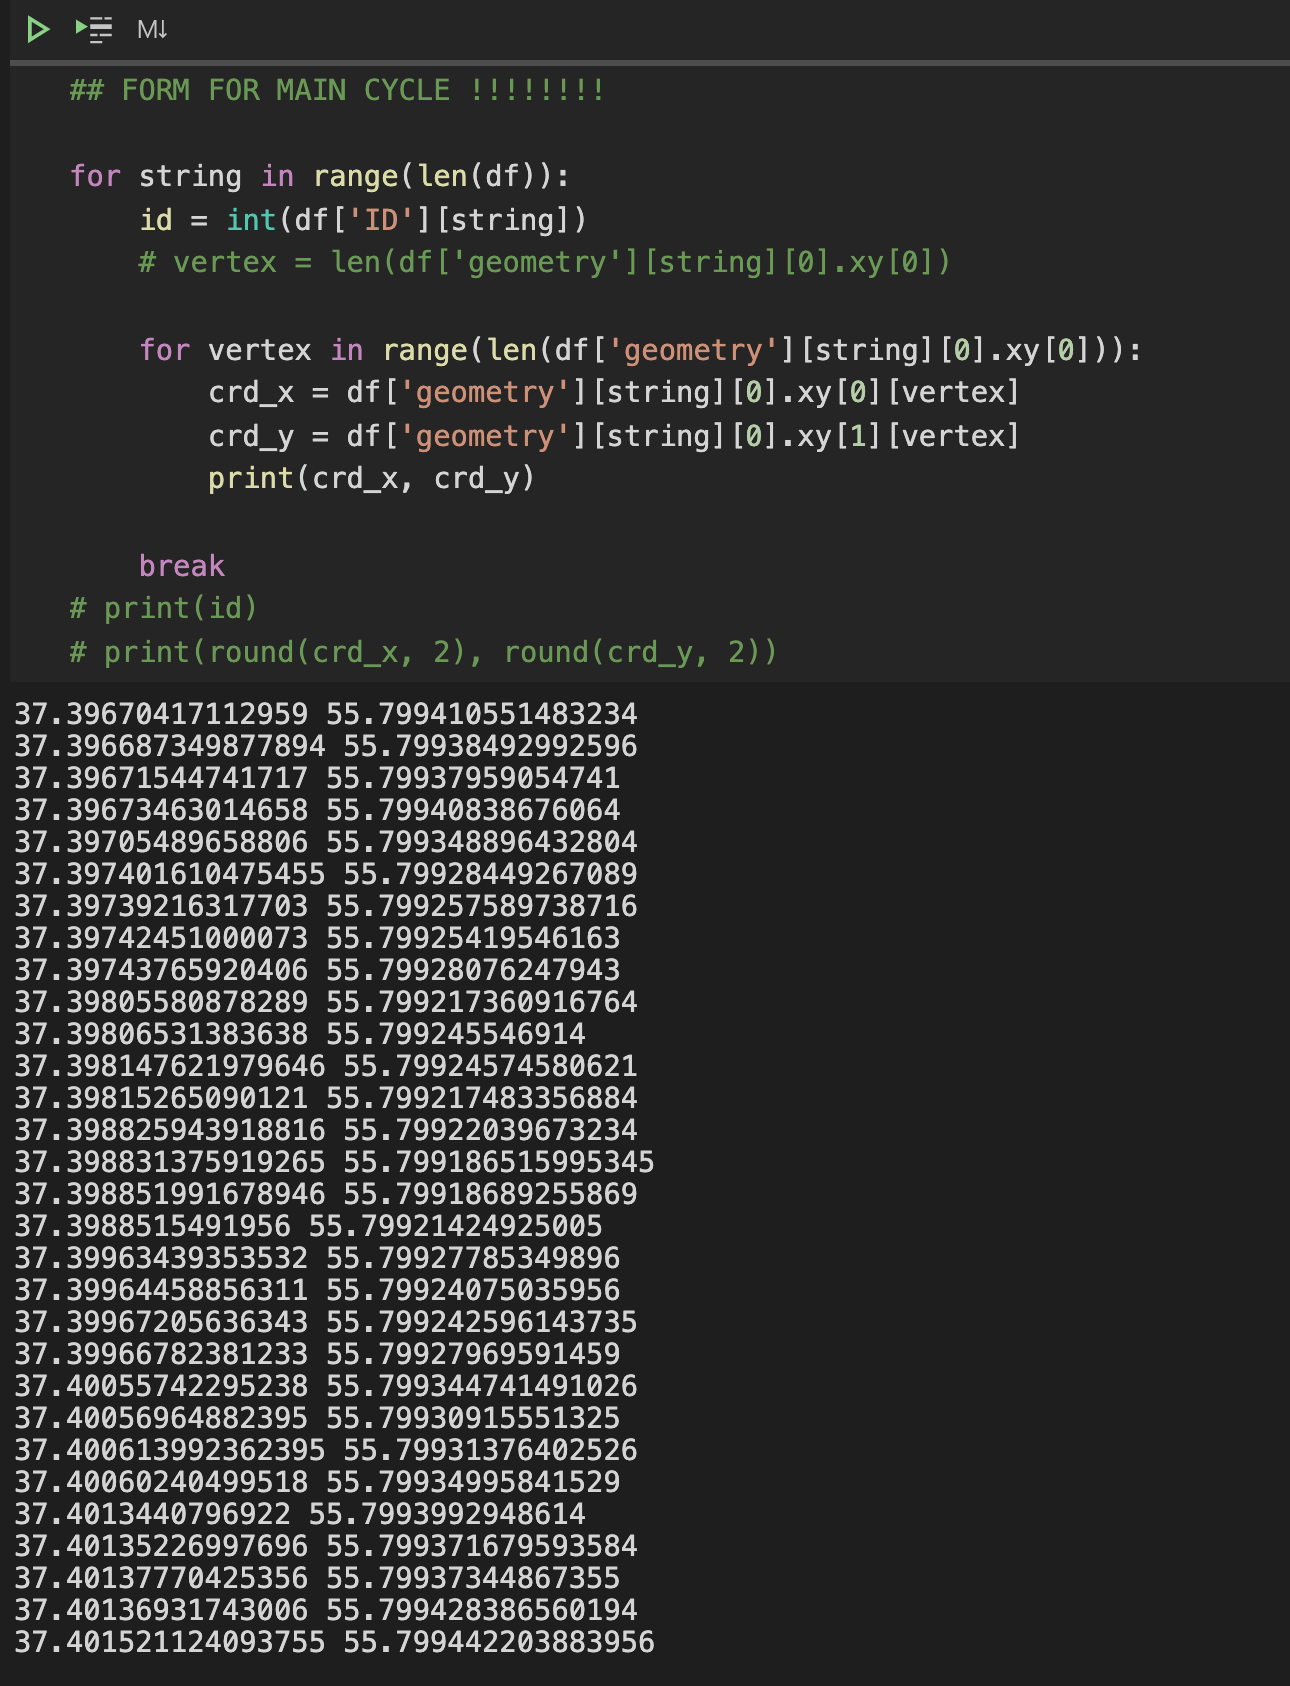 M↓
## FORM FOR MAIN CYCLE !!!!!!!!
for string in range(len(df)):
    id = int(df['ID'][string])
    # vertex = len(df['geometry'][string][0].xy[0])
    for vertex in range(len(df['geometry'][string][0].xy[0])):
        crd_x = df['geometry'][string][0].xy[0][vertex]
        crd_y = df['geometry'][string][0].xy[1][vertex]
        print(crd_x, crd_y)
    break
# print(id)
# print(round(crd_x, 2), round(crd_y, 2))
37.39670417112959 55.799410551483234
37.396687349877894 55.79938492992596
37.39671544741717 55.79937959054741
37.39673463014658 55.79940838676064
37.39705489658806 55.799348896432804
37.397401610475455 55.79928449267089
37.39739216317703 55.799257589738716
37.39742451000073 55.79925419546163
37.39743765920406 55.79928076247943
37.39805580878289 55.799217360916764
37.39806531383638 55.799245546914
37.398147621979646 55.79924574580621
37.39815265090121 55.799217483356884
37.398825943918816 55.79922039673234
37.398831375919265 55.799186515995345
37.398851991678946 55.79918689255869
37.3988515491956 55.79921424925005
37.39963439353532 55.79927785349896
37.39964458856311 55.79924075035956
37.39967205636343 55.799242596143735
37.39966782381233 55.79927969591459
37.40055742295238 55.799344741491026
37.40056964882395 55.79930915551325
37.400613992362395 55.79931376402526
37.40060240499518 55.79934995841529
37.4013440796922 55.7993992948614
37.40135226997696 55.799371679593584
37.40137770425356 55.79937344867355
37.40136931743006 55.799428386560194
37.401521124093755 55.799442203883956